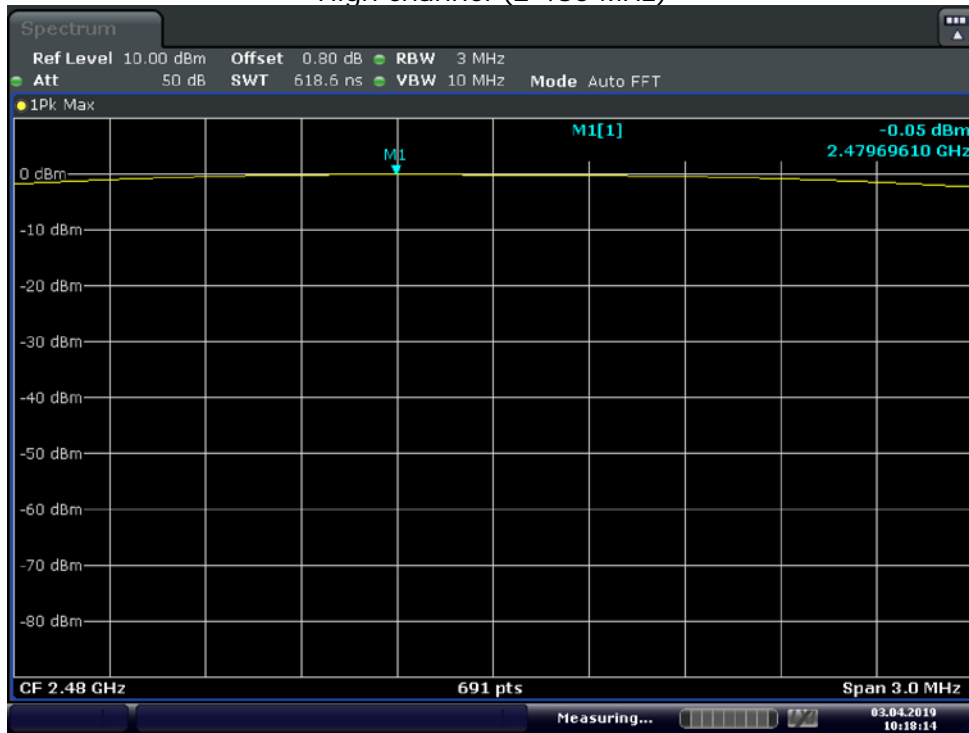 High channel (2 480 MHz)
Spectrum
Ref Level 10.00 dBm Offset 0.80 dB RBW 3 MHz
Att 50 dB SWT 618.6 ns VBW 10 MHz Mode Auto FFT
1Pk Max
M1[1] -0.05 dBm
2.47969610 GHz
M1
0 dBm
-10 dBm
-20 dBm
-30 dBm
-40 dBm
-50 dBm
-60 dBm
-70 dBm
-80 dBm
CF 2.48 GHz 691 pts Span 3.0 MHz
Measuring... 03.04.2019
10:18:14